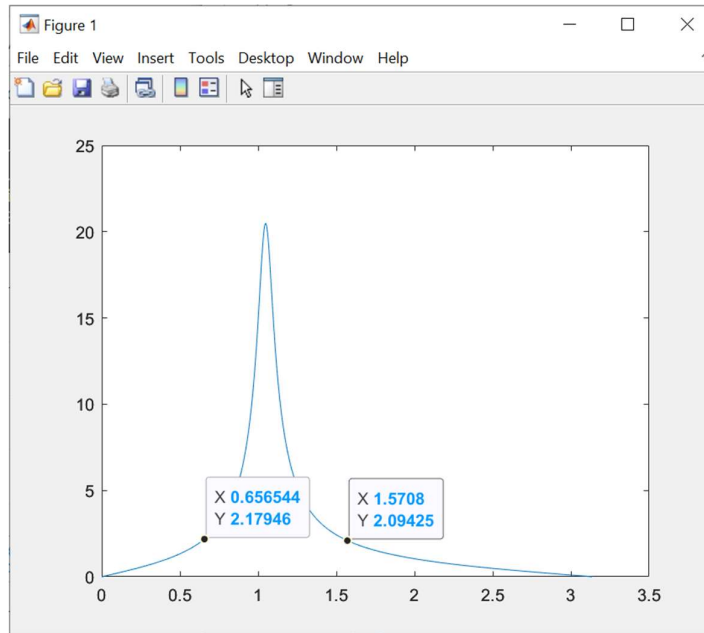 Figure 1
File Edit View Insert Tools Desktop Window Help
25
20
15
10
5
0
X 0.656544
Y 2.17946
X 1.5708
Y 2.09425
0 0.5 1 1.5 2 2.5 3 3.5